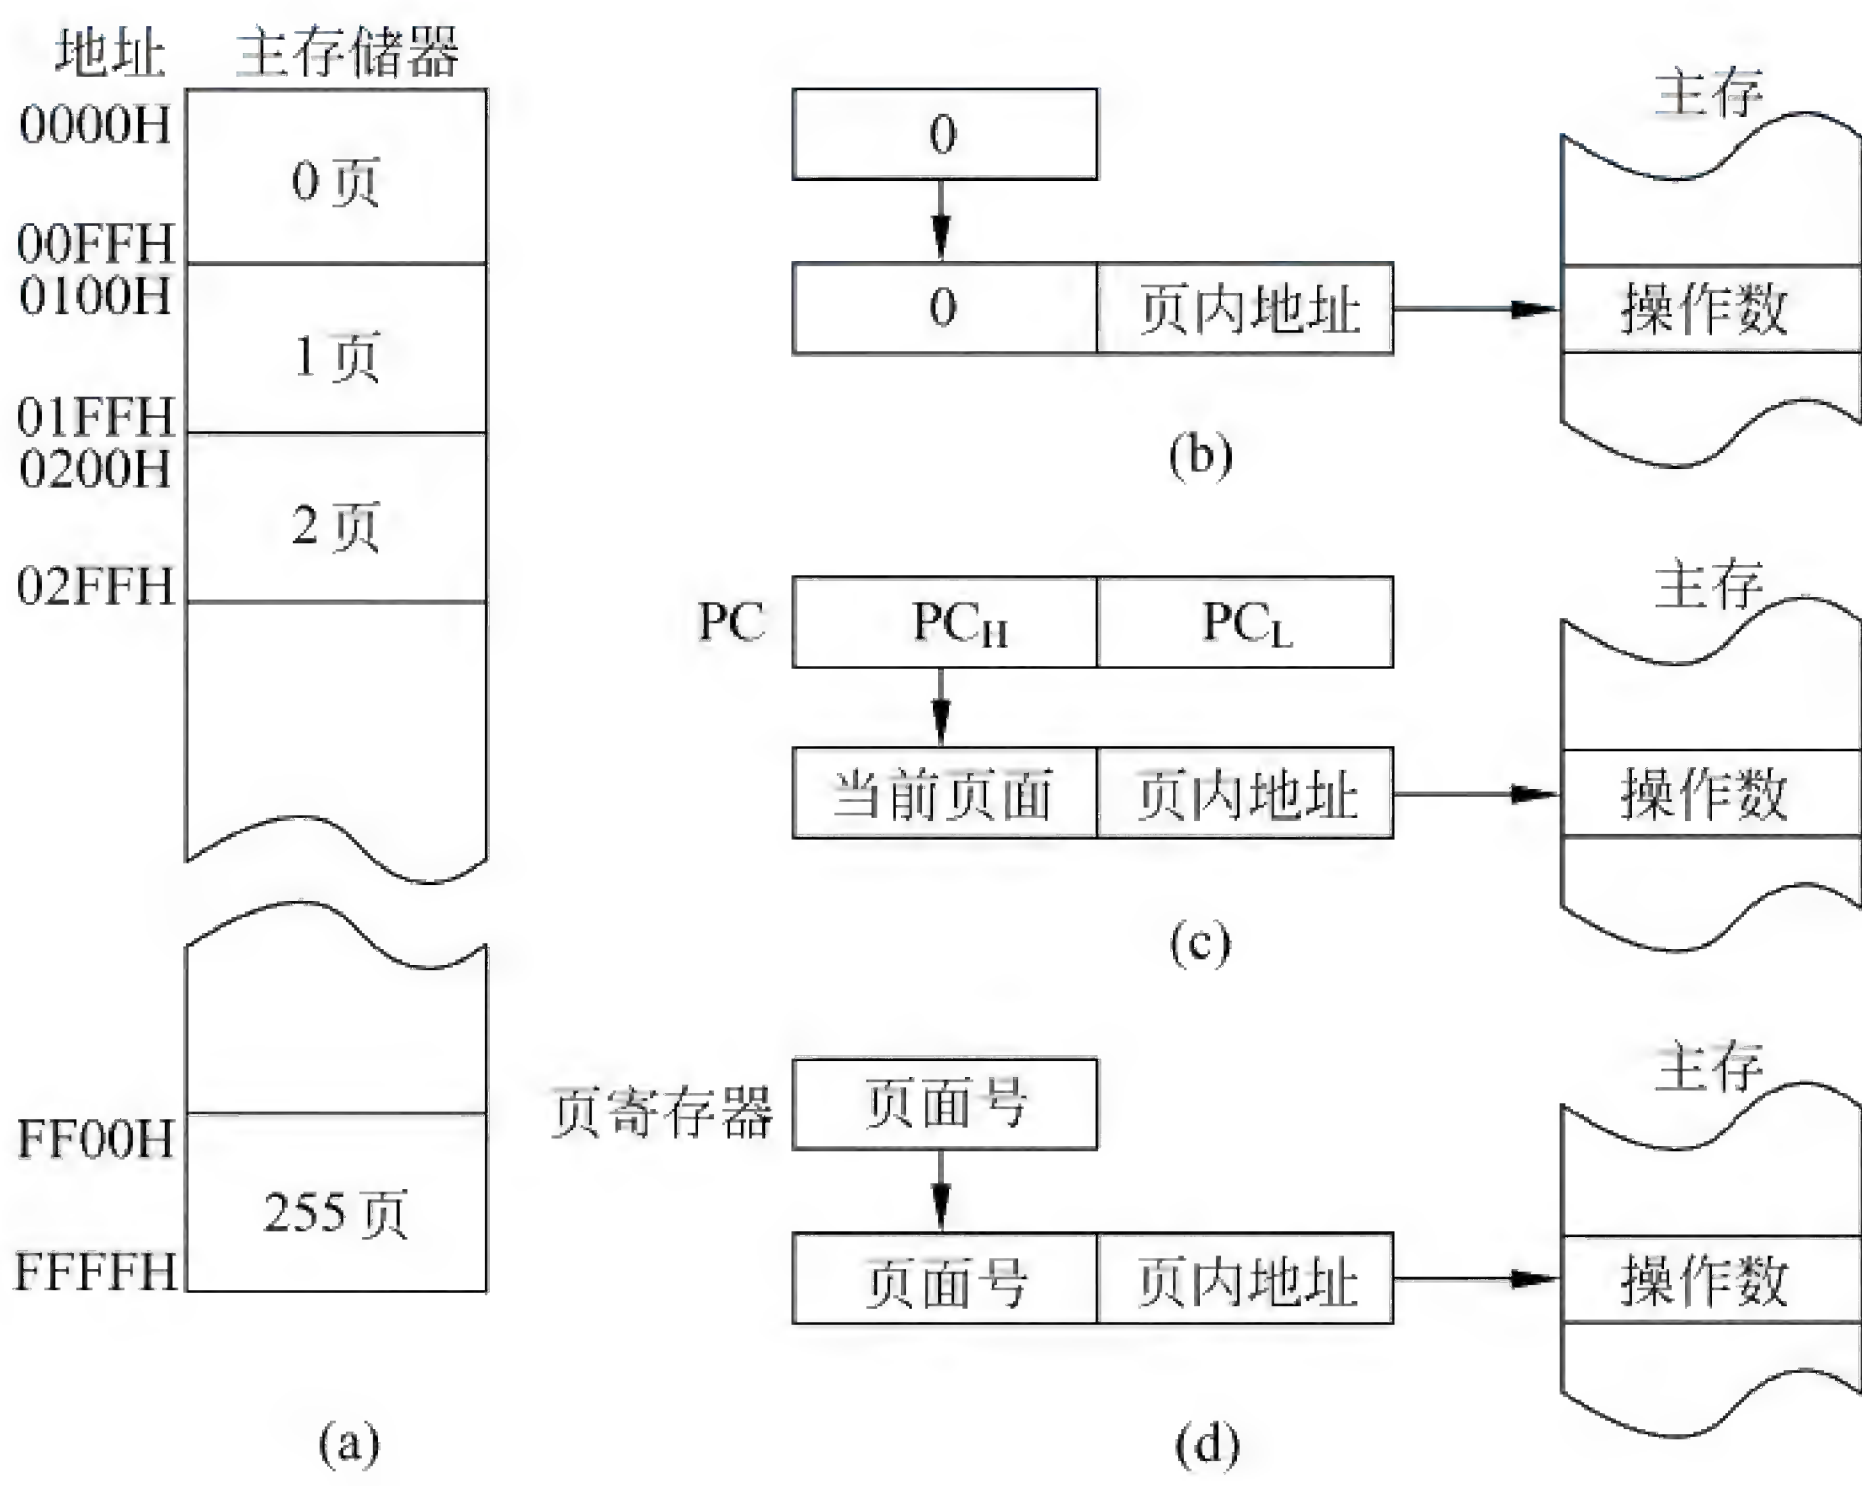 地址 主存储器
0000H
0页
00FFH
0100H
1页
01FFH
0200H
2页
02FFH
FF00H
255页
FFFFH
(a)
0
主存
0 页内地址 操作数
(b)
主存
PC PCH PCL
当前页面 页内地址 操作数
(c)
主存
页寄存器 页面号
页面号 页内地址 操作数
(d)